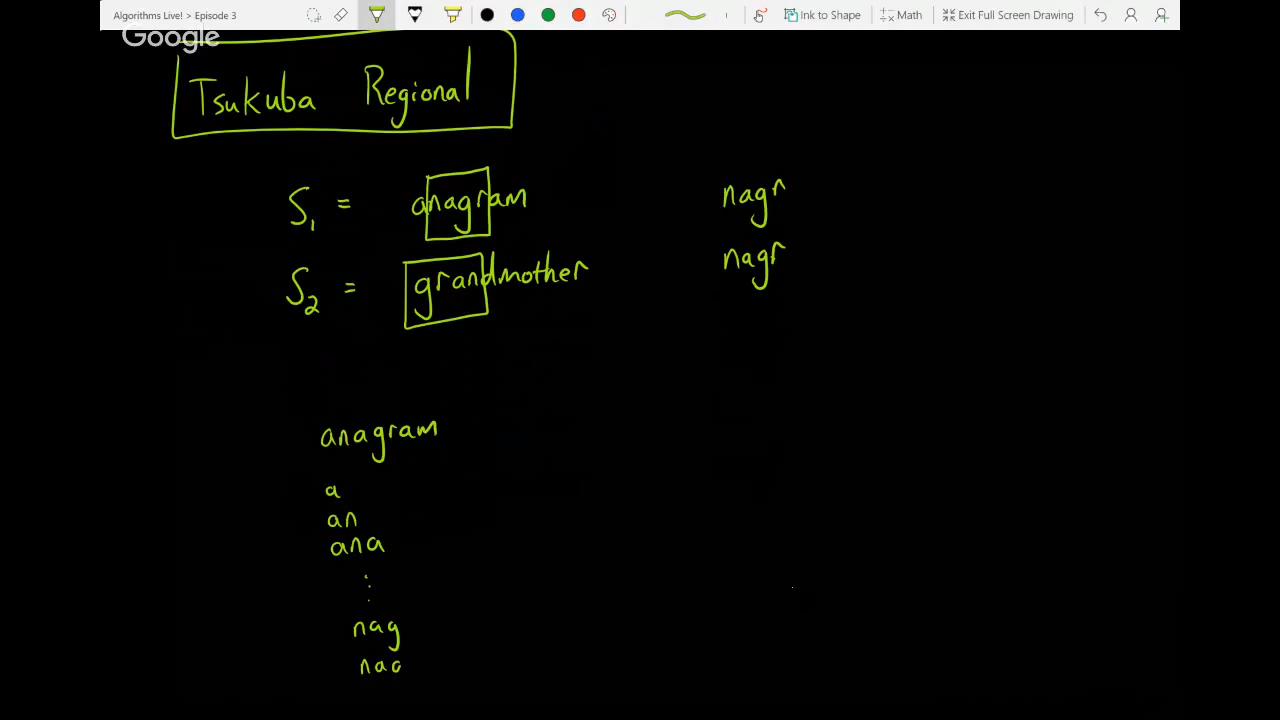 Algorithms Live! > Episode 3
Ink to Shape
Math
Exit Full Screen Drawing
Google
Tsukuba Regional
S1 = anagram nagr
S2 = grandmother nagr
anagram
a
an
ana
⋮
nag
nac